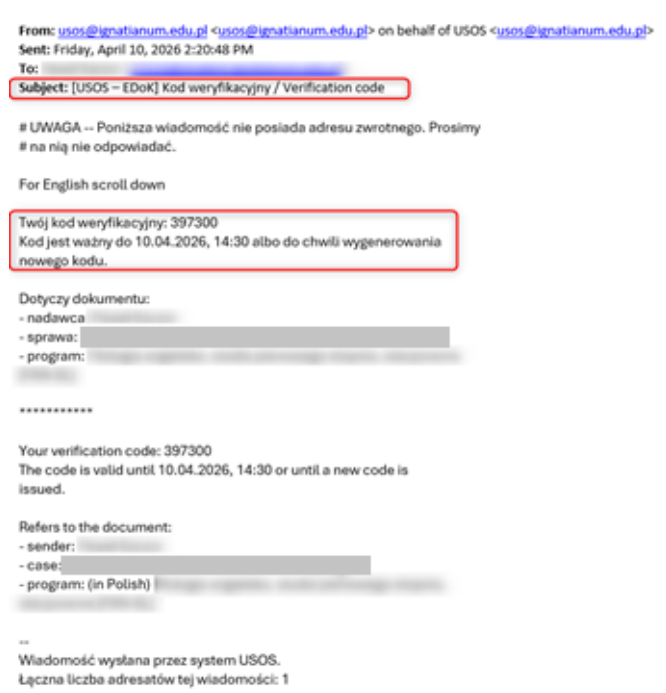 From: usos@ignatianum.edu.pl <usos@ignatianum.edu.pl> on behalf of USOS <usos@ignatianum.edu.pl>
Sent: Friday, April 10, 2026 2:20:48 PM
To:
Subject: [USOS – EDoK] Kod weryfikacyjny / Verification code
# UWAGA -- Poniższa wiadomość nie posiada adresu zwrotnego. Prosimy
# na nią nie odpowiadać.
For English scroll down
Twój kod weryfikacyjny: 397300
Kod jest ważny do 10.04.2026, 14:30 albo do chwili wygenerowania
nowego kodu.
Dotyczy dokumentu:
- nadawca
- sprawa:
- program:
***********
Your verification code: 397300
The code is valid until 10.04.2026, 14:30 or until a new code is
issued.
Refers to the document:
- sender:
- case:
- program: (in Polish)
--
Wiadomość wysłana przez system USOS.
Łączna liczba adresatów tej wiadomości: 1